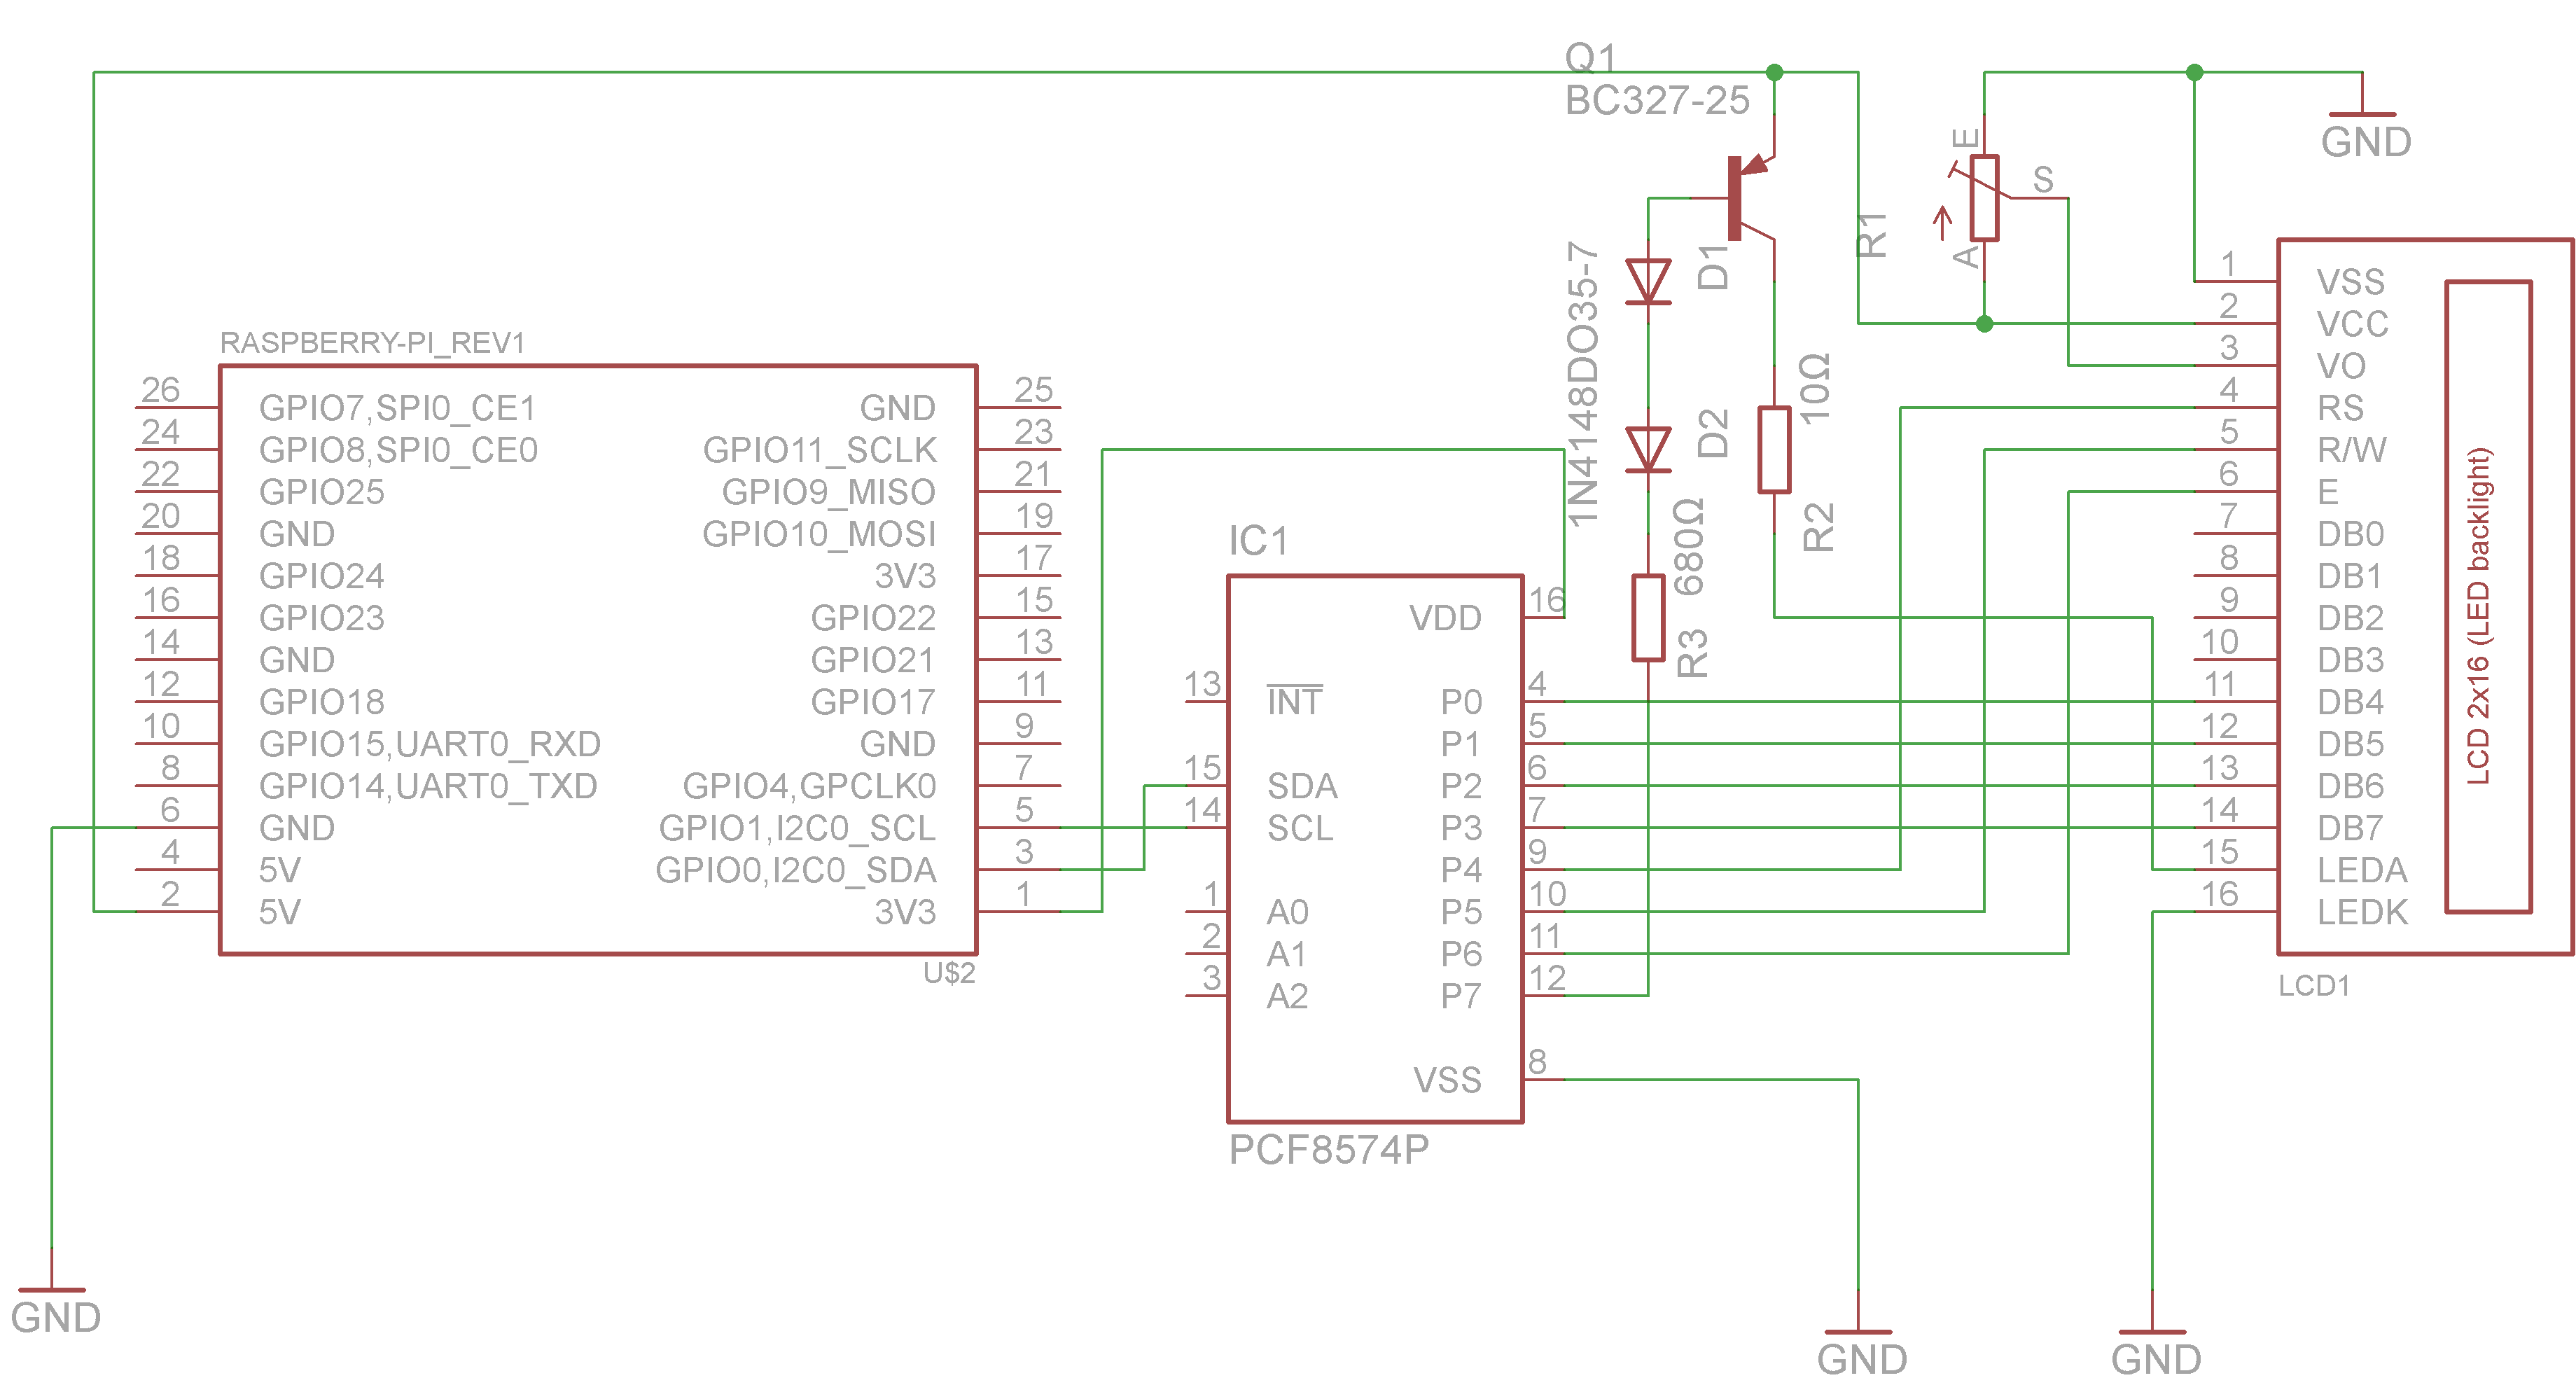 Q1
BC327-25
GND
E
S
A
R1
D1
1N4148DO35-7
D2
10Ω
R2
680Ω
R3
RASPBERRY-PI_REV1
26 GPIO7,SPI0_CE1 GND 25
24 GPIO8,SPI0_CE0 GPIO11_SCLK 23
22 GPIO25 GPIO9_MISO 21
20 GND GPIO10_MOSI 19
18 GPIO24 3V3 17
16 GPIO23 GPIO22 15
14 GND GPIO21 13
12 GPIO18 GPIO17 11
10 GPIO15,UART0_RXD GND 9
8 GPIO14,UART0_TXD GPIO4,GPCLK0 7
6 GND GPIO1,I2C0_SCL 5
4 5V GPIO0,I2C0_SDA 3
2 5V 3V3 1
U$2
IC1
VDD 16
13 INT P0 4
P1 5
15 SDA P2 6
14 SCL P3 7
P4 9
1 A0 P5 10
2 A1 P6 11
3 A2 P7 12
VSS 8
PCF8574P
1 VSS
2 VCC
3 VO
4 RS
5 R/W
6 E
7 DB0
8 DB1
9 DB2
10 DB3
11 DB4
12 DB5
13 DB6
14 DB7
15 LEDA
16 LEDK
LCD 2x16 (LED backlight)
LCD1
GND
GND
GND